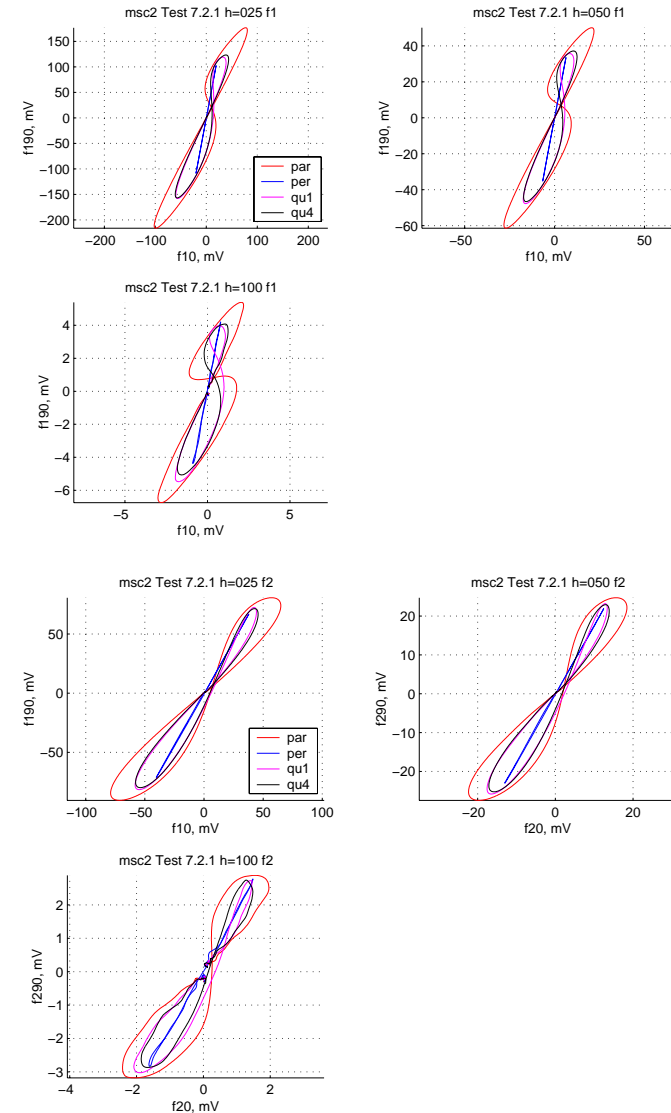 msc2 Test 7.2.1 h=025 f1
150
100
50
0
−50
−100
−150
−200
f190, mV
−200 −100 0 100 200
f10, mV
par
per
qu1
qu4
msc2 Test 7.2.1 h=050 f1
40
20
0
−20
−40
−60
f190, mV
−50 0 50
f10, mV
msc2 Test 7.2.1 h=100 f1
4
2
0
−2
−4
−6
f190, mV
−5 0 5
f10, mV
msc2 Test 7.2.1 h=025 f2
50
0
−50
f190, mV
−100 −50 0 50 100
f10, mV
par
per
qu1
qu4
msc2 Test 7.2.1 h=050 f2
20
10
0
−10
−20
f290, mV
−20 0 20
f20, mV
msc2 Test 7.2.1 h=100 f2
2
1
0
−1
−2
−3
f290, mV
−4 −2 0 2
f20, mV